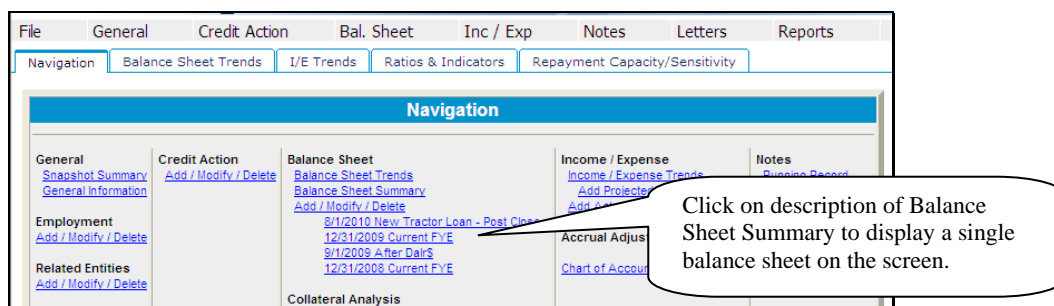 File General Credit Action Bal. Sheet Inc / Exp Notes Letters Reports
Navigation Balance Sheet Trends I/E Trends Ratios & Indicators Repayment Capacity/Sensitivity
Navigation
General
Snapshot Summary
General Information
Employment
Add / Modify / Delete
Related Entities
Add / Modify / Delete
Credit Action
Add / Modify / Delete
Balance Sheet
Balance Sheet Trends
Balance Sheet Summary
Add / Modify / Delete
8/1/2010 New Tractor Loan - Post Close
12/31/2009 Current FYE
9/1/2009 After Dalr$
12/31/2008 Current FYE
Collateral Analysis
Income / Expense
Income / Expense Trends
Add Projected
Add
Accrual
Chart of
Notes
Running Record
Click on description of Balance
Sheet Summary to display a single
balance sheet on the screen.